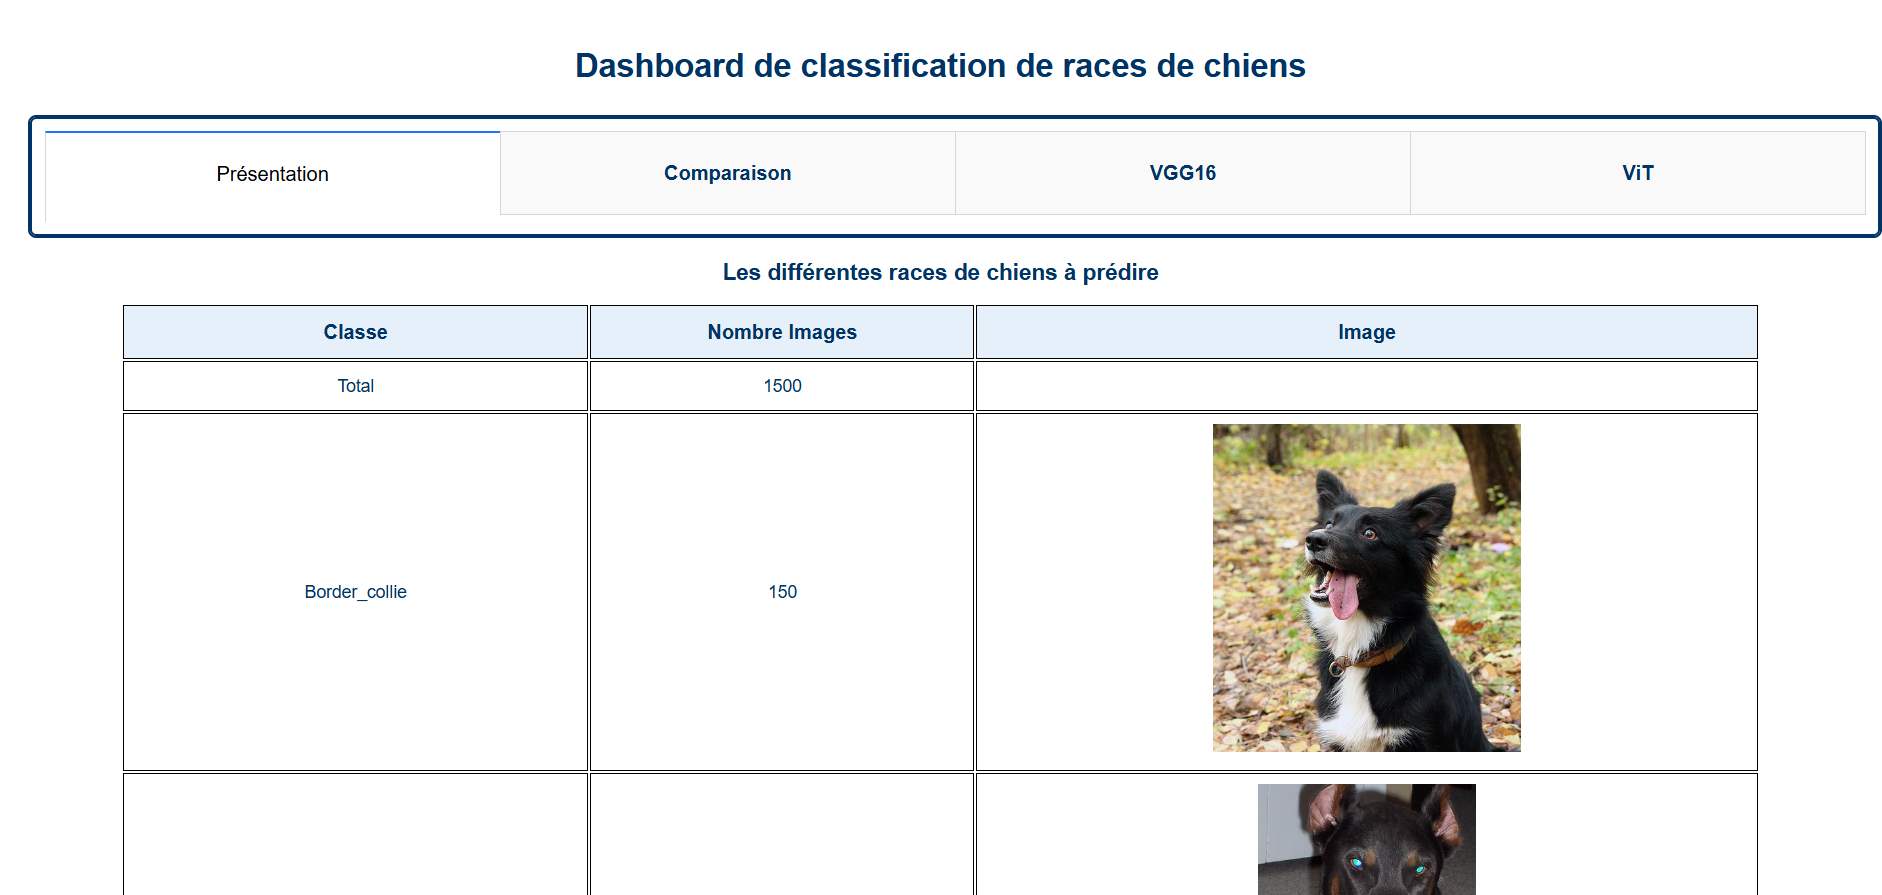 Dashboard de classification de races de chiens
Présentation
Comparaison
VGG16
ViT
Les différentes races de chiens à prédire
Classe
Nombre Images
Image
Total
1500
Border_collie
150